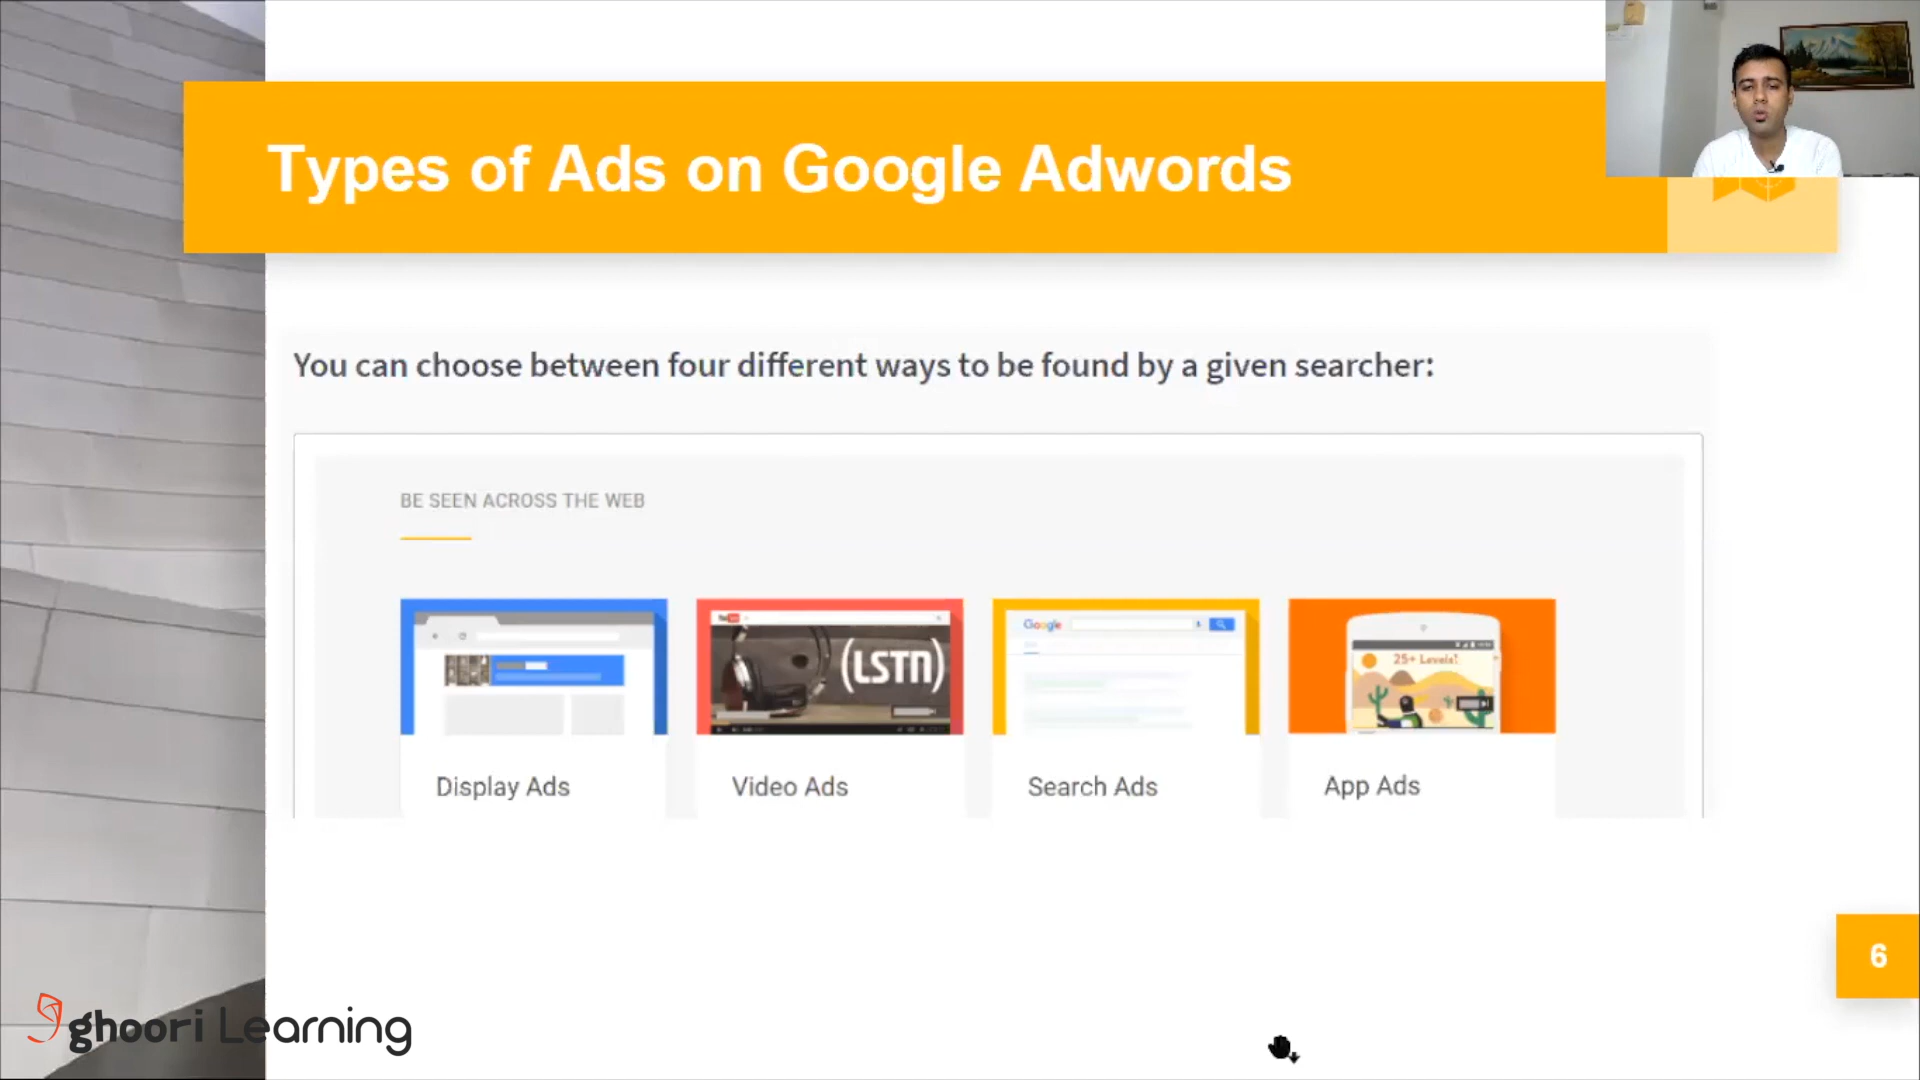 Types of Ads on Google Adwords
You can choose between four different ways to be found by a given searcher:
BE SEEN ACROSS THE WEB
(LSTN)
Google
25+ Levels!
Display Ads
Video Ads
Search Ads
App Ads
6
ghoori Learning